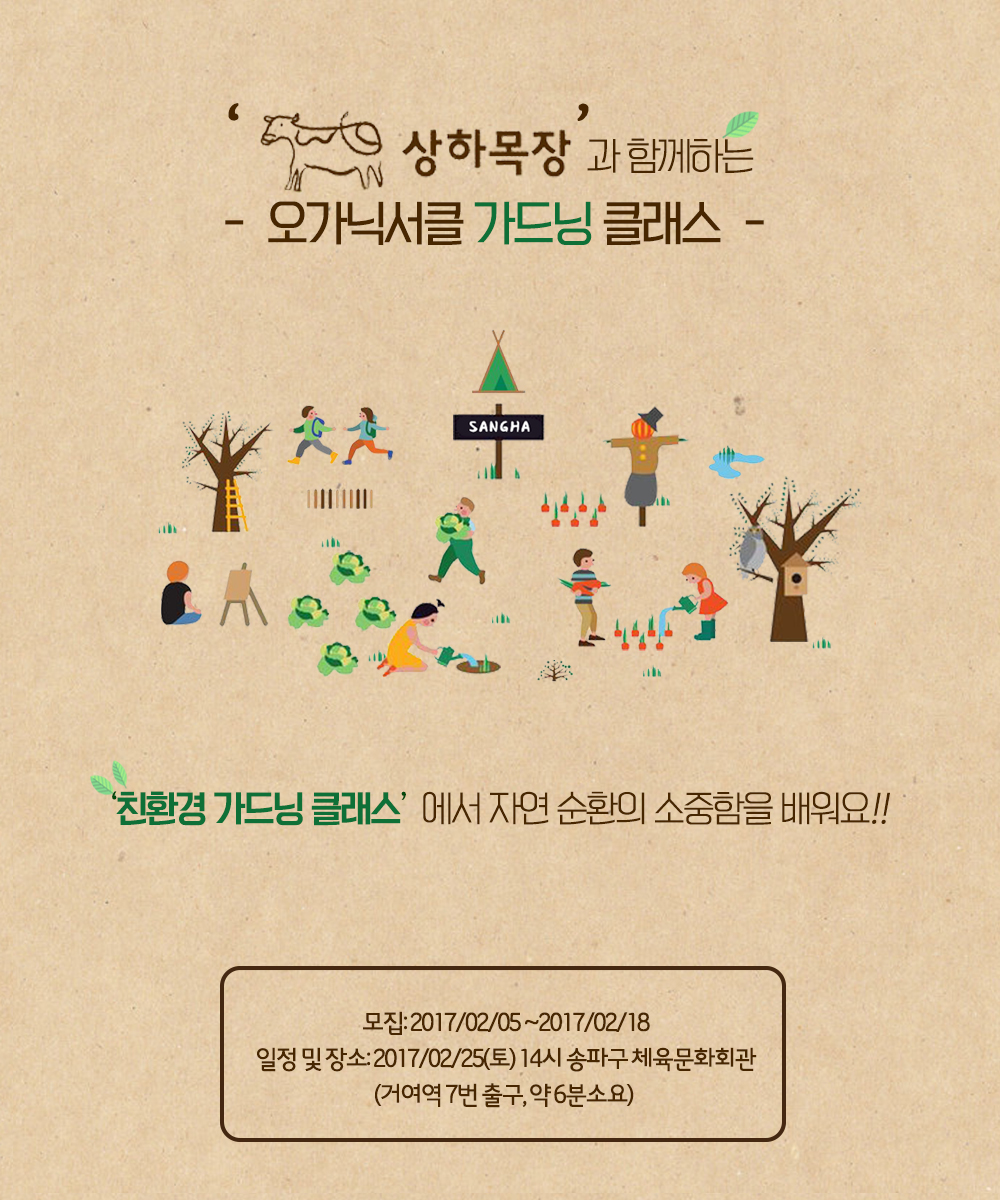 ‘상하목장’과 함께하는
- 오가닉서클 가드닝 클래스 -
SANGHA
‘친환경 가드닝 클래스’ 에서 자연 순환의 소중함을 배워요!!
모집: 2017/02/05 ~2017/02/18
일정 및 장소: 2017/02/25(토) 14시 송파구 체육문화회관
(거여역 7번 출구, 약 6분소요)